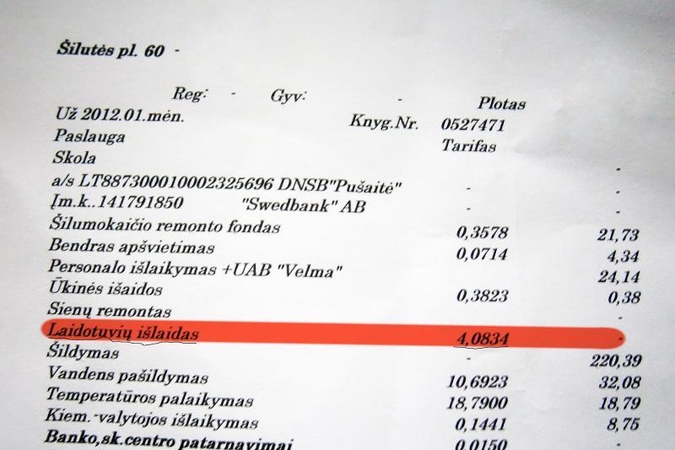 Šilutės pl. 60 -
Reg: - Gyv: - Plotas
Už 2012.01.mėn. Knyg.Nr. 0527471
Paslauga Tarifas
Skola -
a/s LT887300010002325696 DNSB"Pušaitė" - -
Įm.k..141791850 "Swedbank" AB - -
Šilumokaičio remonto fondas 0,3578 21,73
Bendras apšvietimas 0,0714 4,34
Personalo išlaikymas +UAB "Velma" 24,14
Ūkinės išaidos 0,3823 0,38
Sienų remontas -
Laidotuvių išlaidas 4,0834 -
Šildymas 220,39
Vandens pašildymas 10,6923 32,08
Temperatūros palaikymas 18,7900 18,79
Kiem.-valytojos išlaikymas 0,1441 8,75
Banko,sk.centro patarnavimai 0,0150